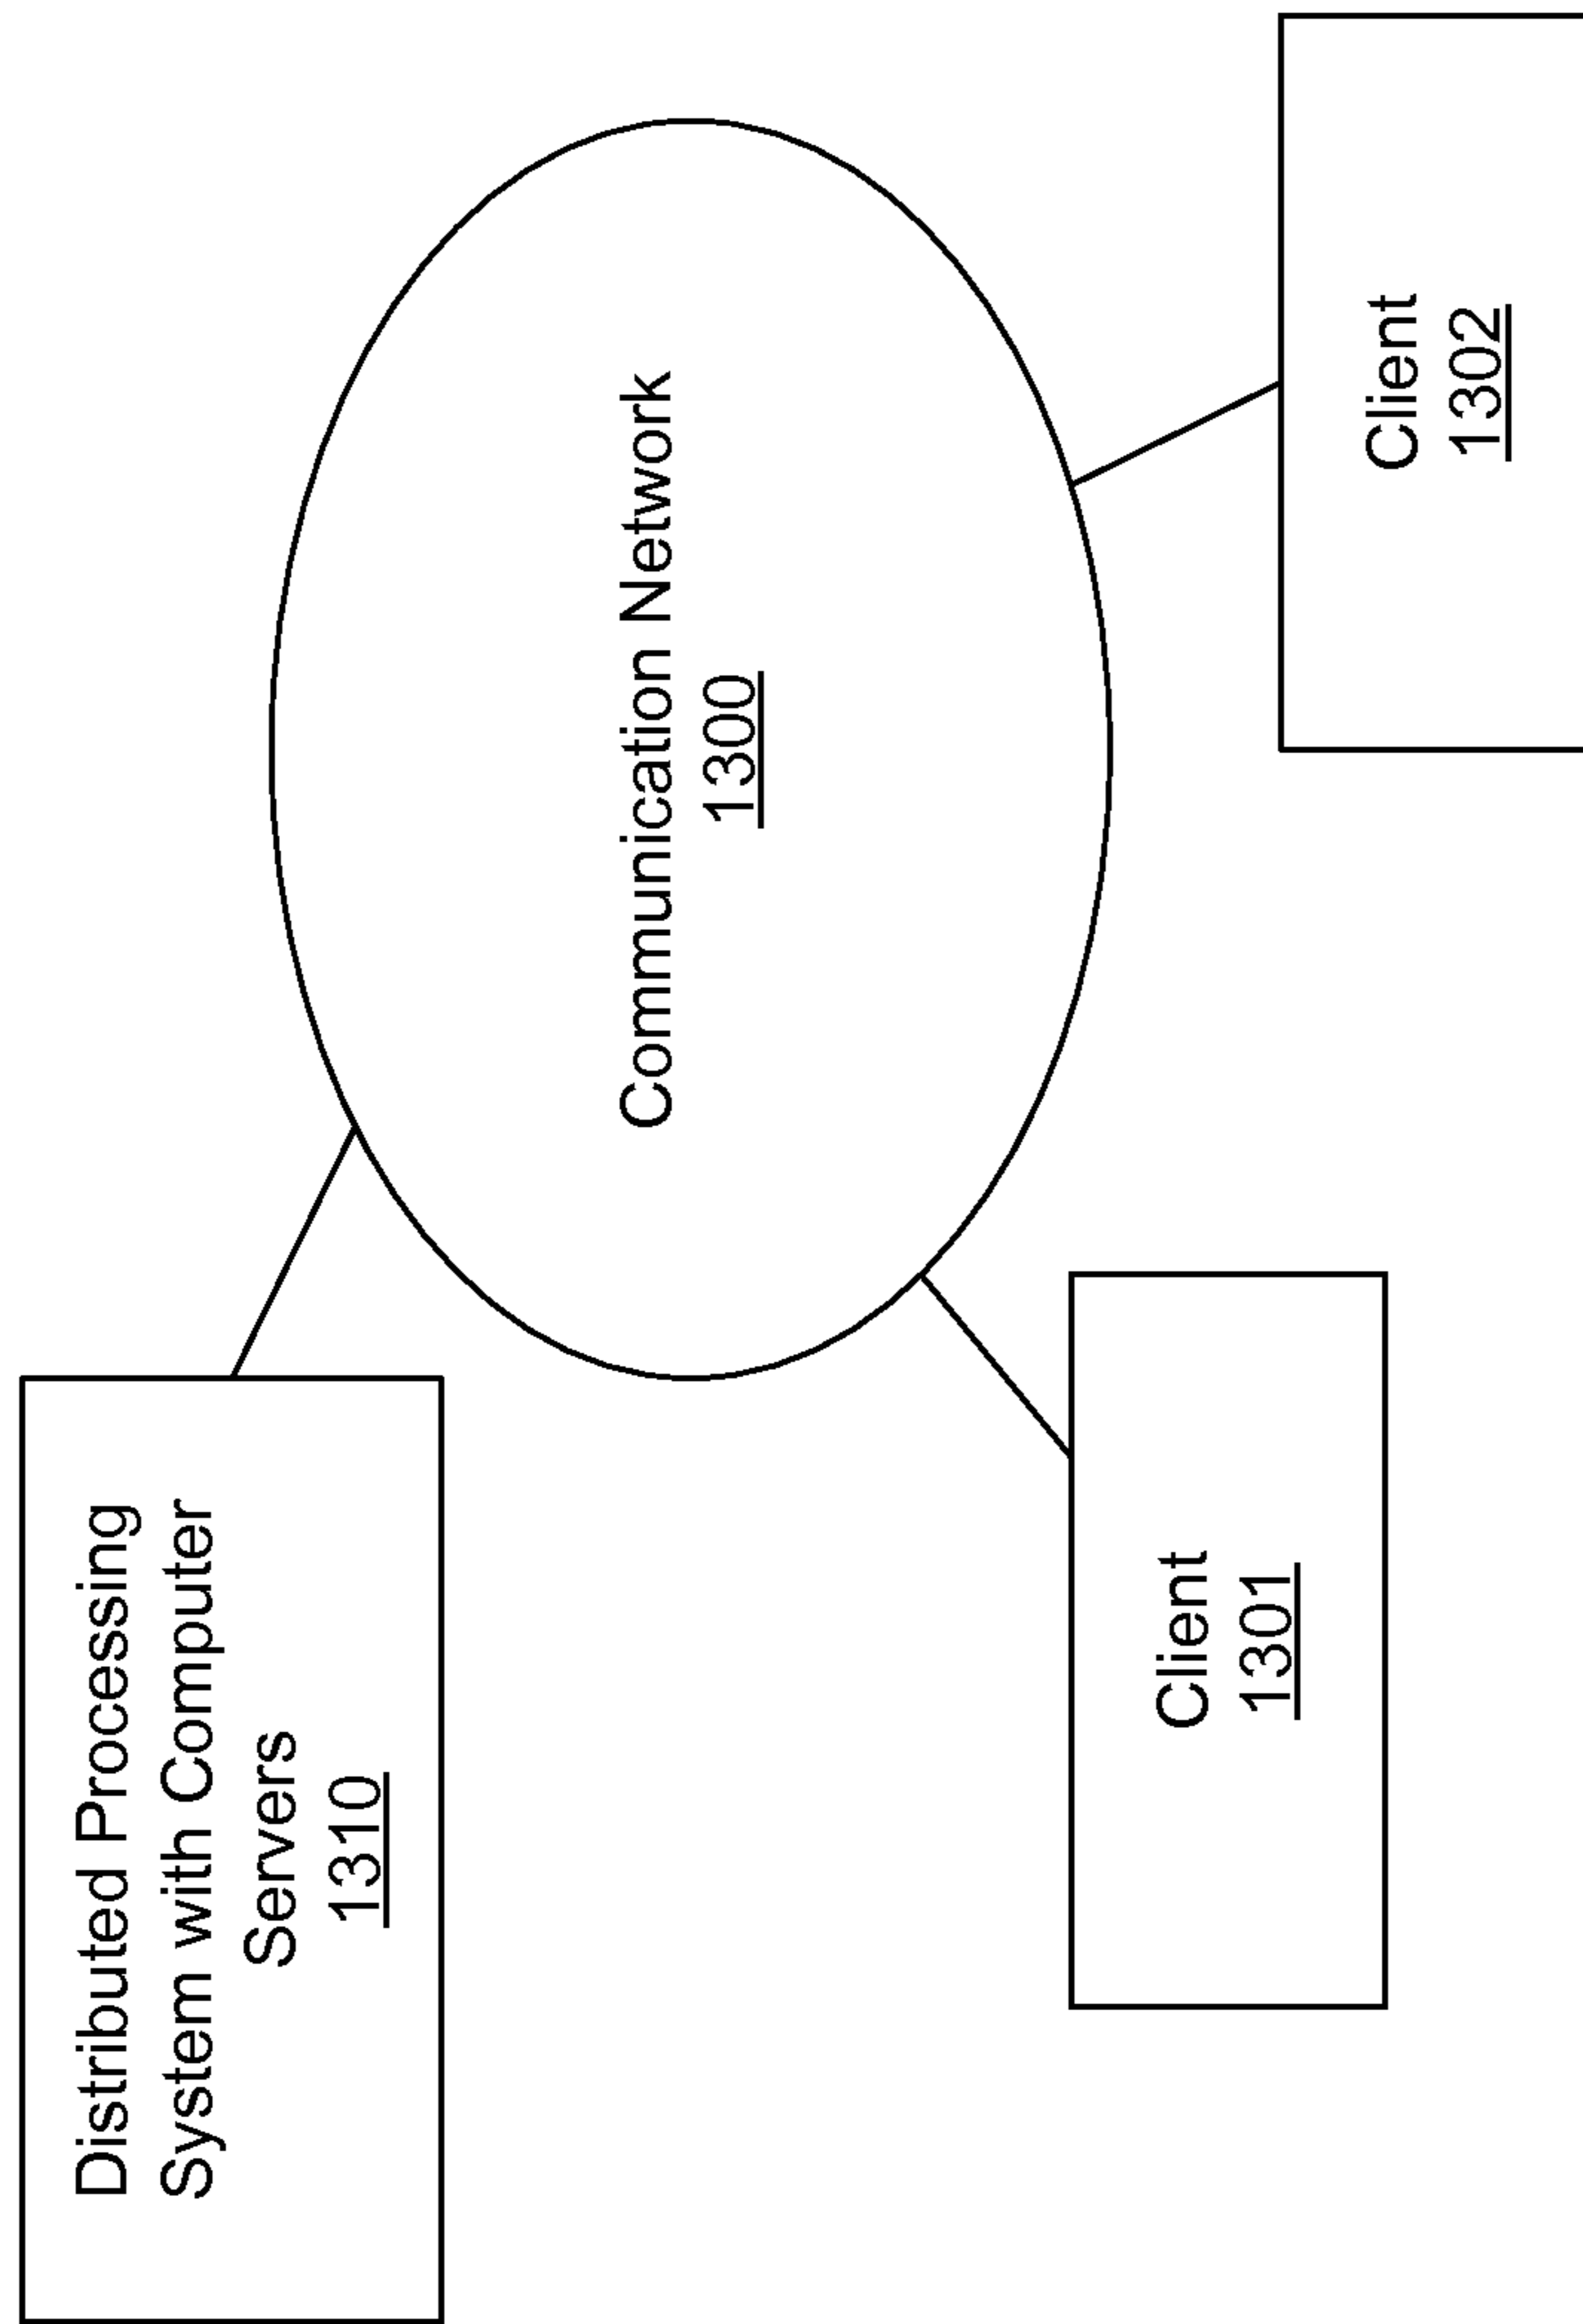 Distributed Processing
System with Computer
Servers
1310
Communication Network
1300
Client
1301
Client
1302